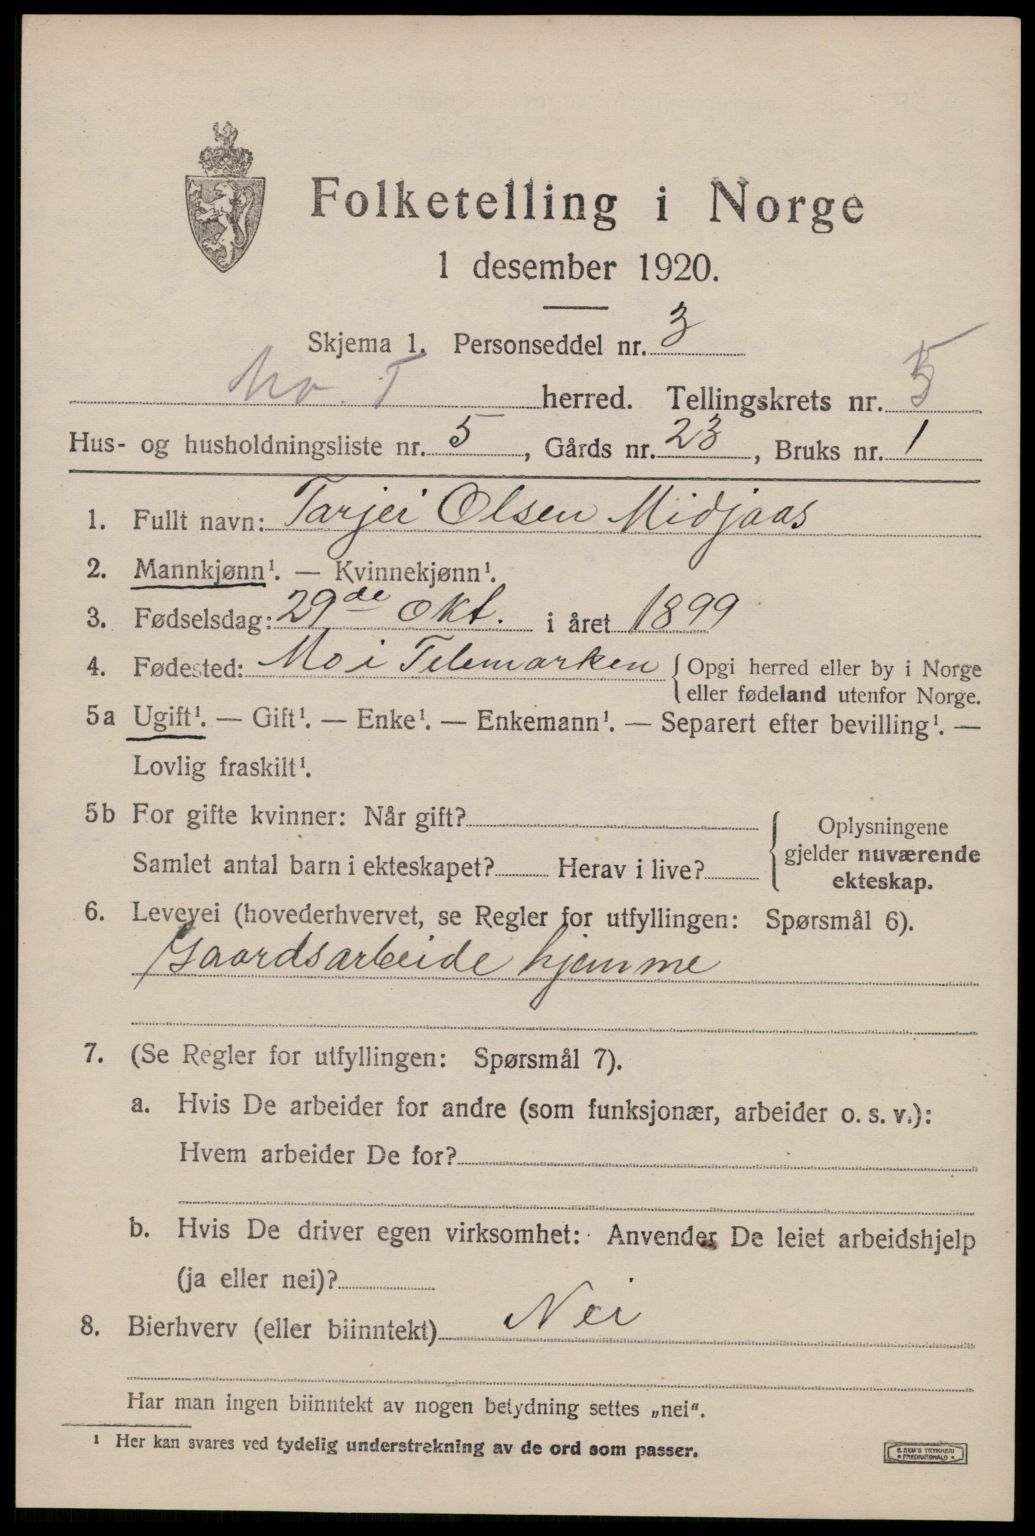 Folketelling i Norge
1 desember 1920.
Skjema 1. Personseddel nr. 3
Mo. T herred. Tellingskrets nr. 5
Hus- og husholdningsliste nr. 5, Gårds nr. 23, Bruks nr. 1
1. Fullt navn: Tarjei Olsen Midjaas
2. Mannkjønn¹. — Kvinnekjønn¹.
3. Fødselsdag: 29de Okt. i året 1899
4. Fødested: Mo i Telemarken { Opgi herred eller by i Norge
eller fødeland utenfor Norge.
5a Ugift¹. — Gift¹. — Enke¹. — Enkemann¹. — Separert efter bevilling¹. —
Lovlig fraskilt¹.
5b For gifte kvinner: Når gift?
Samlet antal barn i ekteskapet? Herav i live?
{ Oplysningene
gjelder nuværende
ekteskap.
6. Levevei (hovederhvervet, se Regler for utfyllingen: Spørsmål 6).
Gaardsarbeide hjemme
7. (Se Regler for utfyllingen: Spørsmål 7).
a. Hvis De arbeider for andre (som funksjonær, arbeider o. s. v.):
Hvem arbeider De for?
b. Hvis De driver egen virksomhet: Anvender De leiet arbeidshjelp
(ja eller nei)?
8. Bierhverv (eller biinntekt) Nei
Har man ingen biinntekt av nogen betydning settes „nei".
¹ Her kan svares ved tydelig understrekning av de ord som passer.